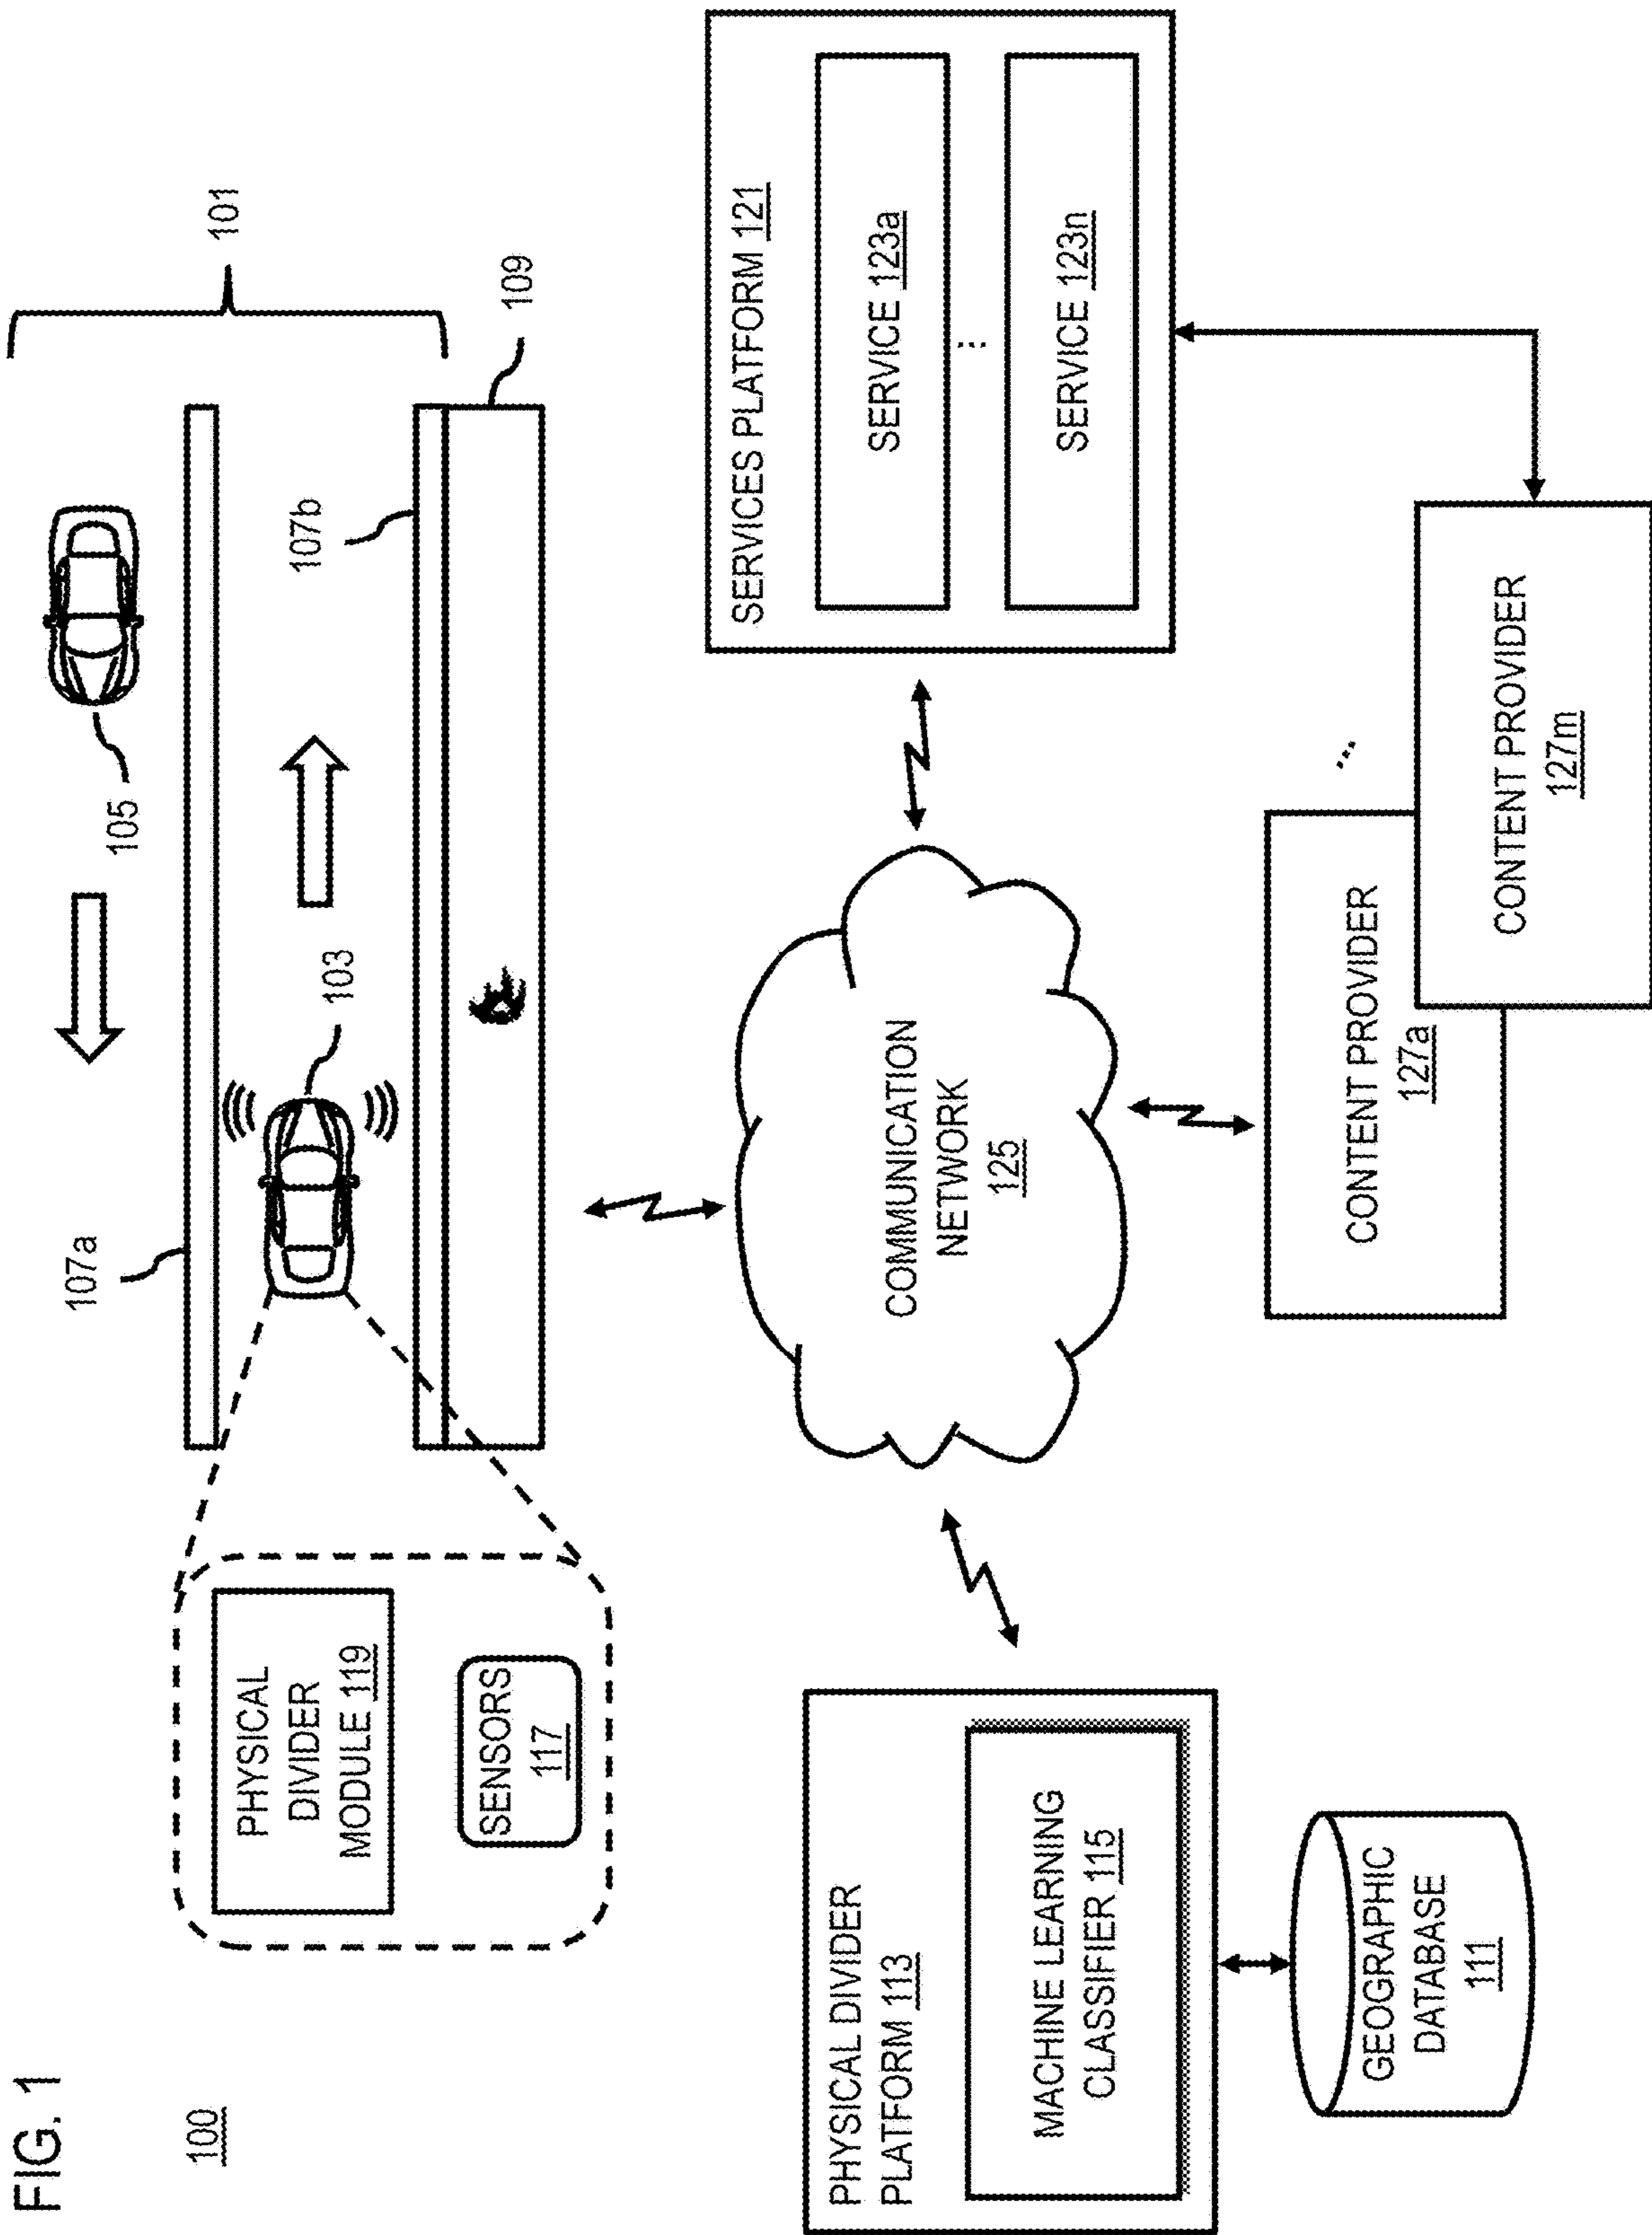 FIG. 1
100
101
107a
103
105
107b
109
PHYSICAL
DIVIDER
MODULE 119
SENSORS
117
PHYSICAL DIVIDER
PLATFORM 113
MACHINE LEARNING
CLASSIFIER 115
GEOGRAPHIC
DATABASE
111
COMMUNICATION
NETWORK
125
SERVICES PLATFORM 121
SERVICE 123a
...
SERVICE 123n
CONTENT PROVIDER
127a
...
CONTENT PROVIDER
127m